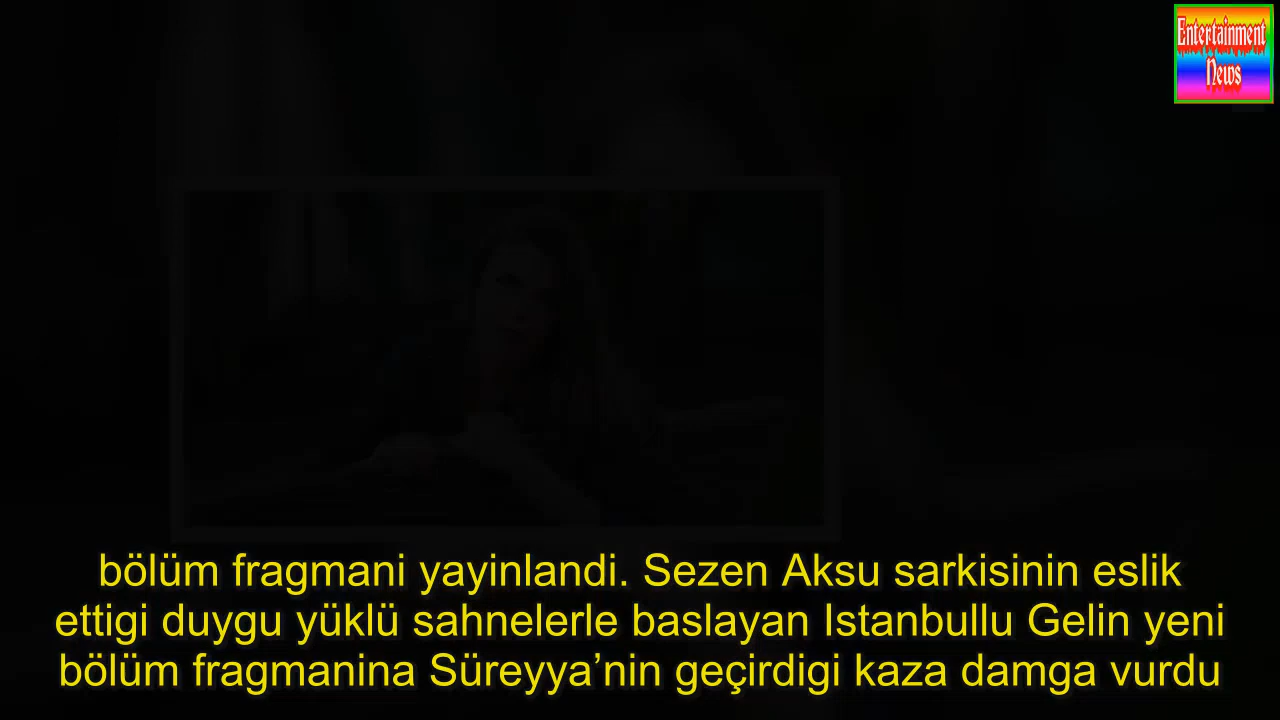 Entertainment
News
bölüm fragmani yayinlandi. Sezen Aksu sarkisinin eslik
ettigi duygu yüklü sahnelerle baslayan Istanbullu Gelin yeni
bölüm fragmanina Süreyya’nin geçirdigi kaza damga vurdu